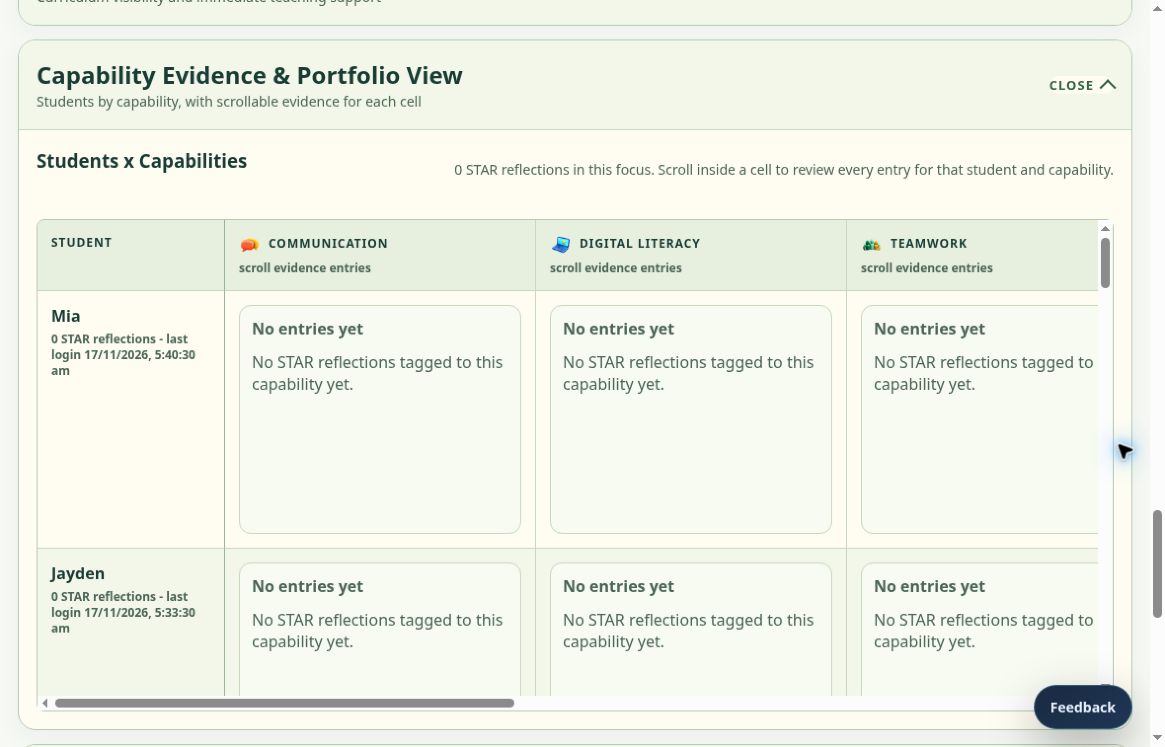 Curriculum visibility and immediate teaching support
Capability Evidence & Portfolio View
Students by capability, with scrollable evidence for each cell
CLOSE
Students x Capabilities
0 STAR reflections in this focus. Scroll inside a cell to review every entry for that student and capability.
STUDENT
COMMUNICATION
scroll evidence entries
DIGITAL LITERACY
scroll evidence entries
TEAMWORK
scroll evidence entries
Mia
0 STAR reflections - last
login 17/11/2026, 5:40:30
am
No entries yet
No STAR reflections tagged to this
capability yet.
No entries yet
No STAR reflections tagged to this
capability yet.
No entries yet
No STAR reflections tagged to
capability yet.
Jayden
0 STAR reflections - last
login 17/11/2026, 5:33:30
am
No entries yet
No STAR reflections tagged to this
capability yet.
No entries yet
No STAR reflections tagged to this
capability yet.
No entries yet
No STAR reflections tagged to
capability yet.
Feedback